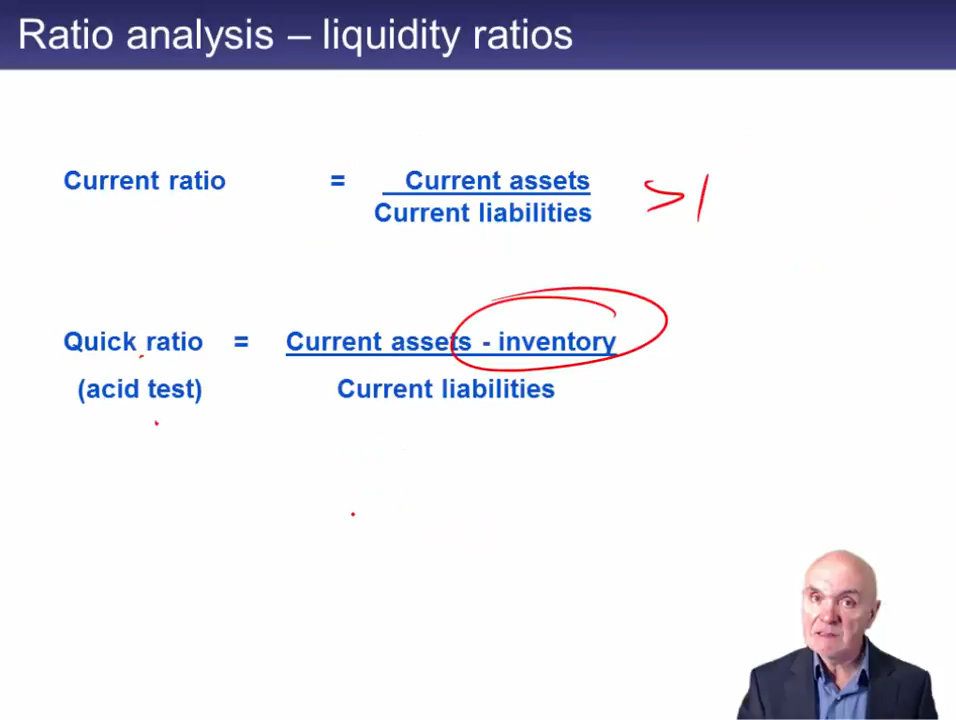 Ratio analysis – liquidity ratios
Current ratio = Current assets
Current liabilities
>1
Quick ratio = Current assets - inventory
(acid test) Current liabilities